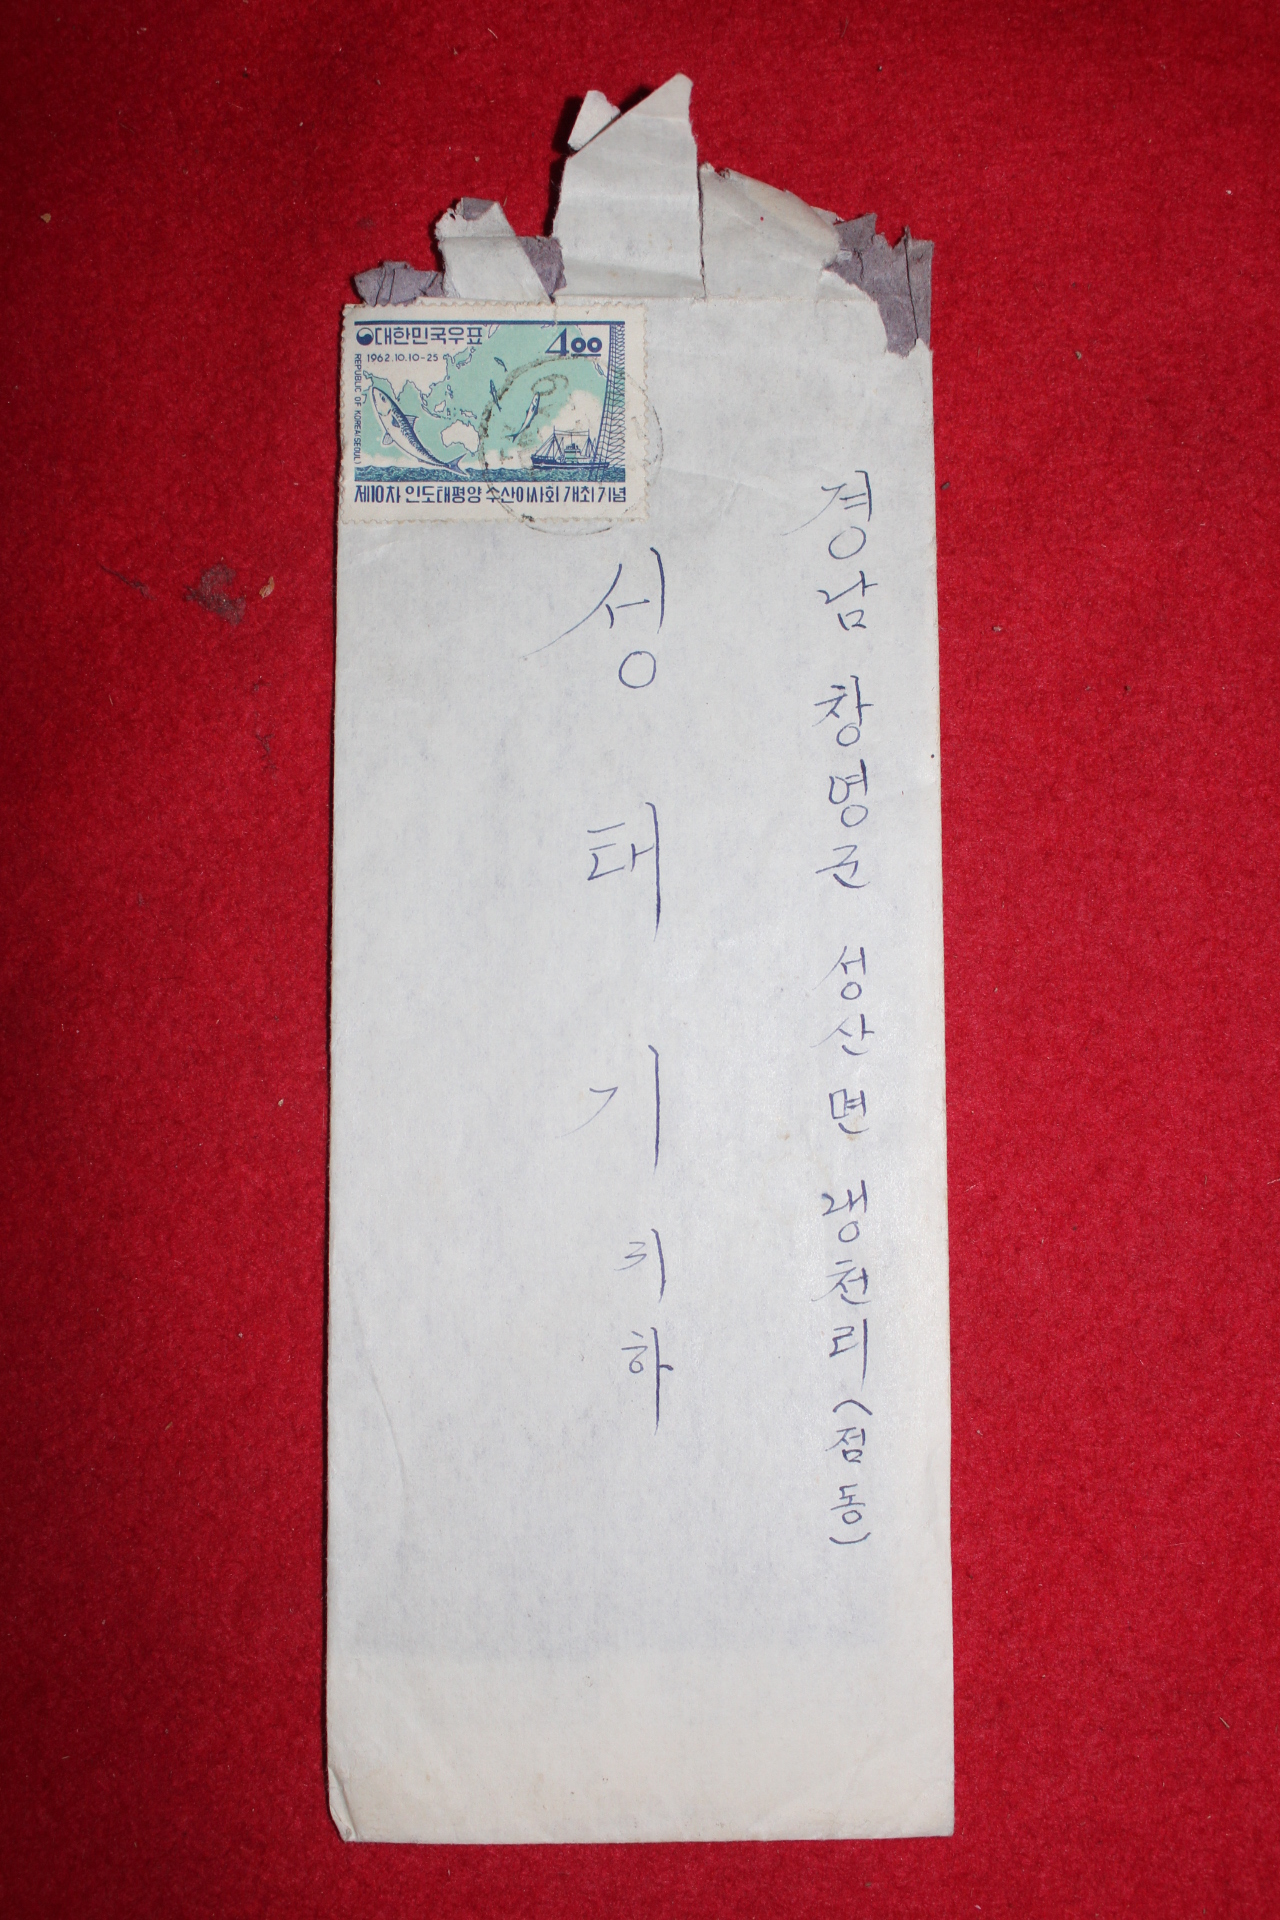 대한민국우표
400
1962.10.10-25
REPUBLIC OF KOREA(SEOUL)
제10차 인도태평양 수산이사회 개최기념
경남 창녕군 성산면 냉천리(점동)
성태기 귀하